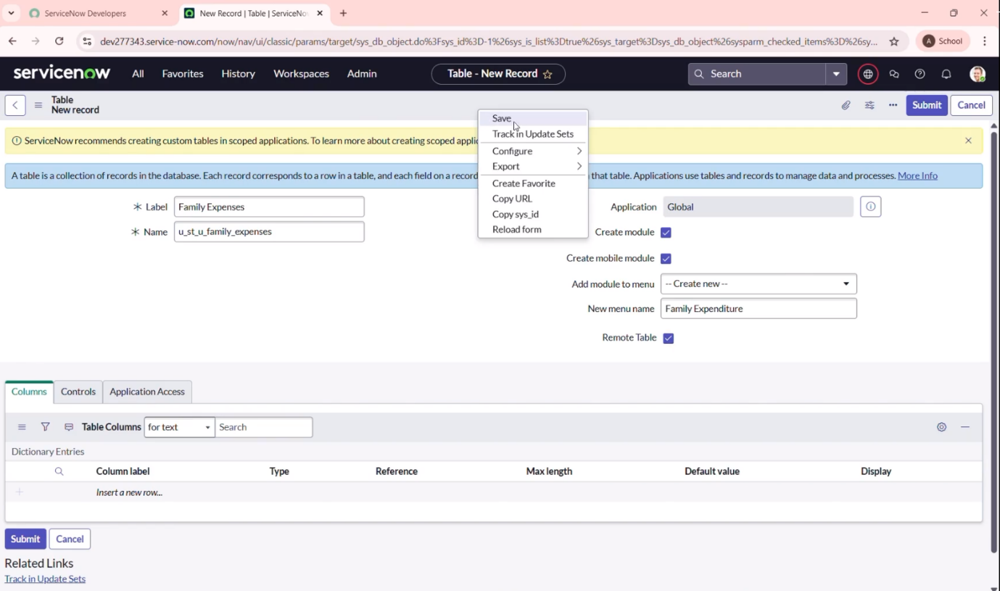 ServiceNow Developers
New Record | Table | ServiceNo
dev277343.service-now.com/now/nav/ui/classic/params/target/sys_db_object.do%3Fsys_id%3D-1%26sys_is_list%3Dtrue%26sys_target%3Dsys_db_object%26sysparm_checked_items%3D%26sy...
A School
servicenow All Favorites History Workspaces Admin
Table - New Record
Search
Table
New record
Submit Cancel
ServiceNow recommends creating custom tables in scoped applications. To learn more about creating scoped applic
A table is a collection of records in the database. Each record corresponds to a row in a table, and each field on a record
that table. Applications use tables and records to manage data and processes. More Info
Save
Track in Update Sets
Configure
Export
Create Favorite
Copy URL
Copy sys_id
Reload form
Label Family Expenses
Name u_st_u_family_expenses
Application Global
Create module
Create mobile module
Add module to menu -- Create new --
New menu name Family Expenditure
Remote Table
Columns Controls Application Access
Table Columns for text Search
Dictionary Entries
Column label Type Reference Max length Default value Display
Insert a new row...
Submit Cancel
Related Links
Track in Update Sets